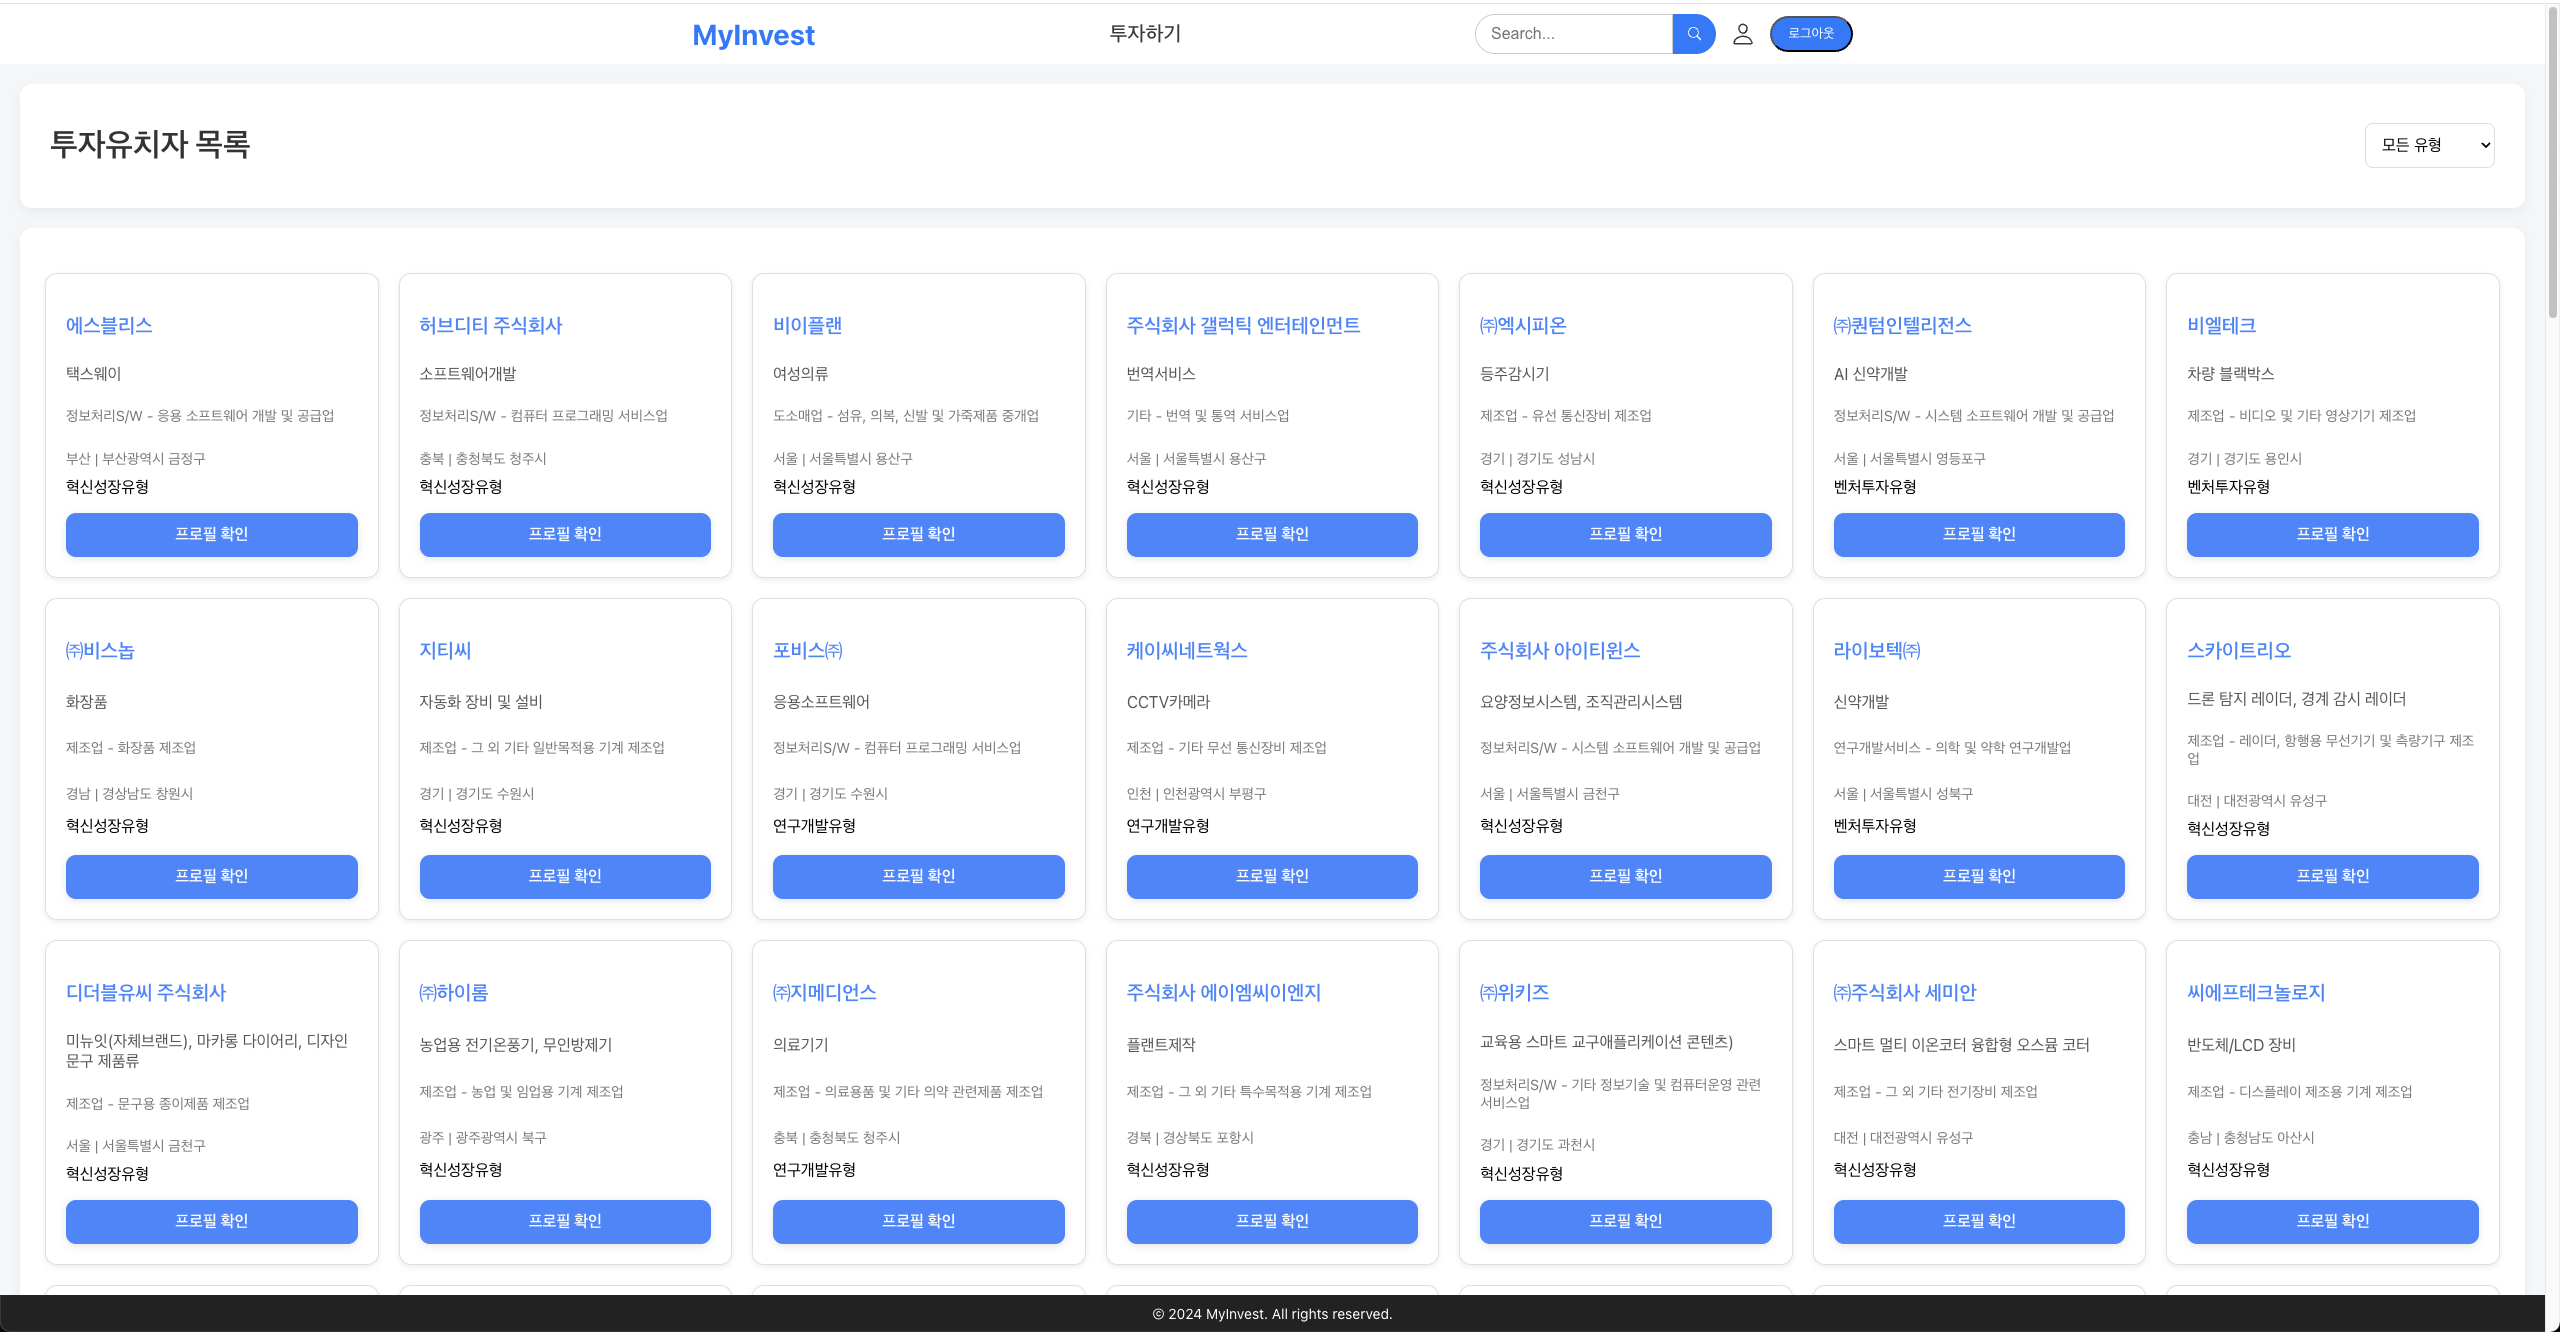 MyInvest
투자하기
Search...
로그아웃
투자유치자 목록
모든 유형
에스블리스
택스웨이
정보처리S/W - 응용 소프트웨어 개발 및 공급업
부산 | 부산광역시 금정구
혁신성장유형
프로필 확인
허브디티 주식회사
소프트웨어개발
정보처리S/W - 컴퓨터 프로그래밍 서비스업
충북 | 충청북도 청주시
혁신성장유형
프로필 확인
비이플랜
여성의류
도소매업 - 섬유, 의복, 신발 및 가죽제품 중개업
서울 | 서울특별시 용산구
혁신성장유형
프로필 확인
주식회사 갤럭틱 엔터테인먼트
번역서비스
기타 - 번역 및 통역 서비스업
서울 | 서울특별시 용산구
혁신성장유형
프로필 확인
㈜엑시피온
등주감시기
제조업 - 유선 통신장비 제조업
경기 | 경기도 성남시
혁신성장유형
프로필 확인
㈜퀀텀인텔리전스
AI 신약개발
정보처리S/W - 시스템 소프트웨어 개발 및 공급업
서울 | 서울특별시 영등포구
벤처투자유형
프로필 확인
비엘테크
차량 블랙박스
제조업 - 비디오 및 기타 영상기기 제조업
경기 | 경기도 용인시
벤처투자유형
프로필 확인
㈜비스놉
화장품
제조업 - 화장품 제조업
경남 | 경상남도 창원시
혁신성장유형
프로필 확인
지티씨
자동화 장비 및 설비
제조업 - 그 외 기타 일반목적용 기계 제조업
경기 | 경기도 수원시
혁신성장유형
프로필 확인
포비스㈜
응용소프트웨어
정보처리S/W - 컴퓨터 프로그래밍 서비스업
경기 | 경기도 수원시
연구개발유형
프로필 확인
케이씨네트웍스
CCTV카메라
제조업 - 기타 무선 통신장비 제조업
인천 | 인천광역시 부평구
연구개발유형
프로필 확인
주식회사 아이티윈스
요양정보시스템, 조직관리시스템
정보처리S/W - 시스템 소프트웨어 개발 및 공급업
서울 | 서울특별시 금천구
혁신성장유형
프로필 확인
라이보텍㈜
신약개발
연구개발서비스 - 의학 및 약학 연구개발업
서울 | 서울특별시 성북구
벤처투자유형
프로필 확인
스카이트리오
드론 탐지 레이더, 경계 감시 레이더
제조업 - 레이더, 항행용 무선기기 및 측량기구 제조
업
대전 | 대전광역시 유성구
혁신성장유형
프로필 확인
디더블유씨 주식회사
미뉴잇(자체브랜드), 마카롱 다이어리, 디자인
문구 제품류
제조업 - 문구용 종이제품 제조업
서울 | 서울특별시 금천구
혁신성장유형
프로필 확인
㈜하이롬
농업용 전기온풍기, 무인방제기
제조업 - 농업 및 임업용 기계 제조업
광주 | 광주광역시 북구
혁신성장유형
프로필 확인
㈜지메디언스
의료기기
제조업 - 의료용품 및 기타 의약 관련제품 제조업
충북 | 충청북도 청주시
연구개발유형
프로필 확인
주식회사 에이엠씨이엔지
플랜트제작
제조업 - 그 외 기타 특수목적용 기계 제조업
경북 | 경상북도 포항시
혁신성장유형
프로필 확인
㈜위키즈
교육용 스마트 교구애플리케이션 콘텐츠)
정보처리S/W - 기타 정보기술 및 컴퓨터운영 관련
서비스업
경기 | 경기도 과천시
혁신성장유형
프로필 확인
㈜주식회사 세미안
스마트 멀티 이온코터 융합형 오스뮴 코터
제조업 - 그 외 기타 전기장비 제조업
대전 | 대전광역시 유성구
혁신성장유형
프로필 확인
씨에프테크놀로지
반도체/LCD 장비
제조업 - 디스플레이 제조용 기계 제조업
충남 | 충청남도 아산시
혁신성장유형
프로필 확인
© 2024 MyInvest. All rights reserved.